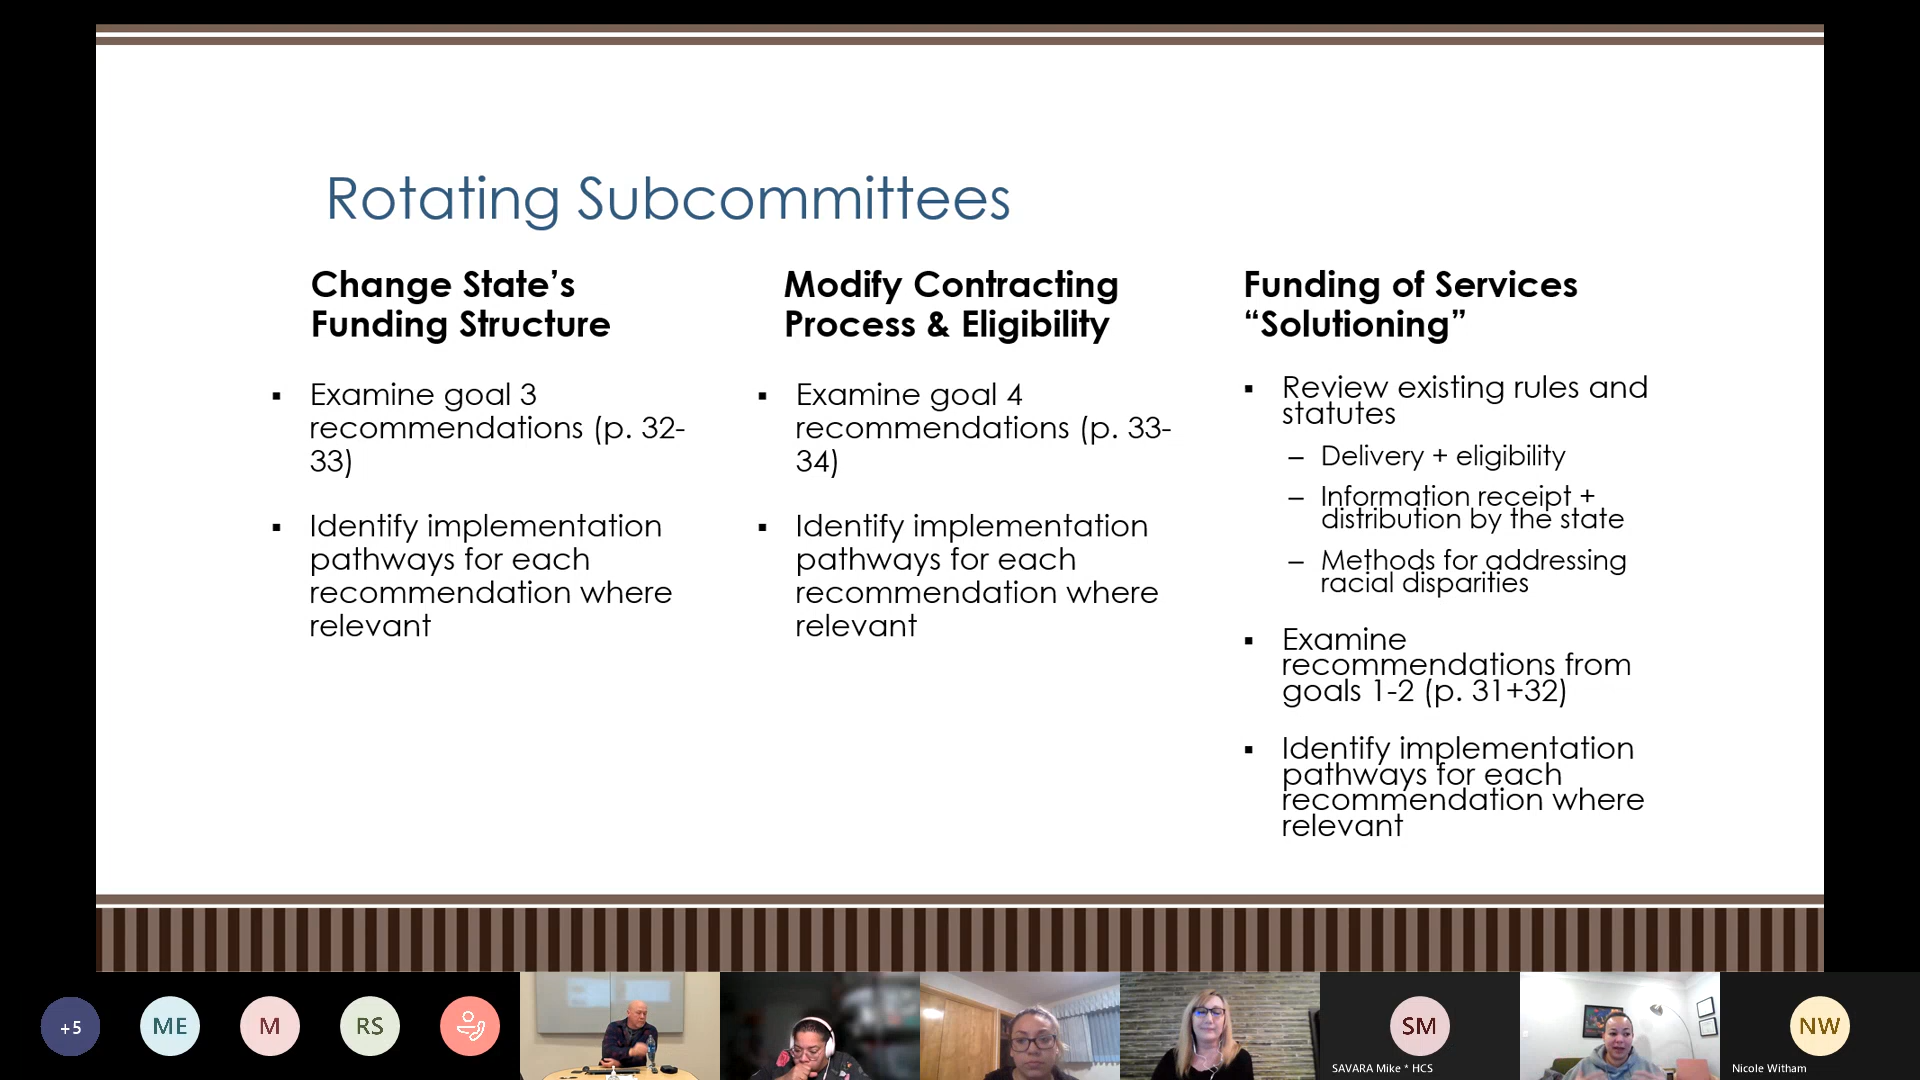 Rotating Subcommittees
Change State’s
Funding Structure
▪ Examine goal 3
recommendations (p. 32-
33)
▪ Identify implementation
pathways for each
recommendation where
relevant
Modify Contracting
Process & Eligibility
▪ Examine goal 4
recommendations (p. 33-
34)
▪ Identify implementation
pathways for each
recommendation where
relevant
Funding of Services
“Solutioning”
▪ Review existing rules and
statutes
– Delivery + eligibility
– Information receipt +
distribution by the state
– Methods for addressing
racial disparities
▪ Examine
recommendations from
goals 1-2 (p. 31+32)
▪ Identify implementation
pathways for each
recommendation where
relevant
+5
ME
M
RS
SM
SAVARA Mike * HCS
NW
Nicole Witham